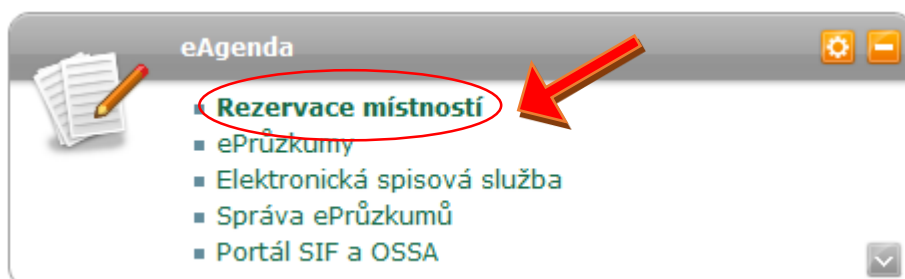 eAgenda
Rezervace místností
ePrůzkumy
Elektronická spisová služba
Správa ePrůzkumů
Portál SIF a OSSA